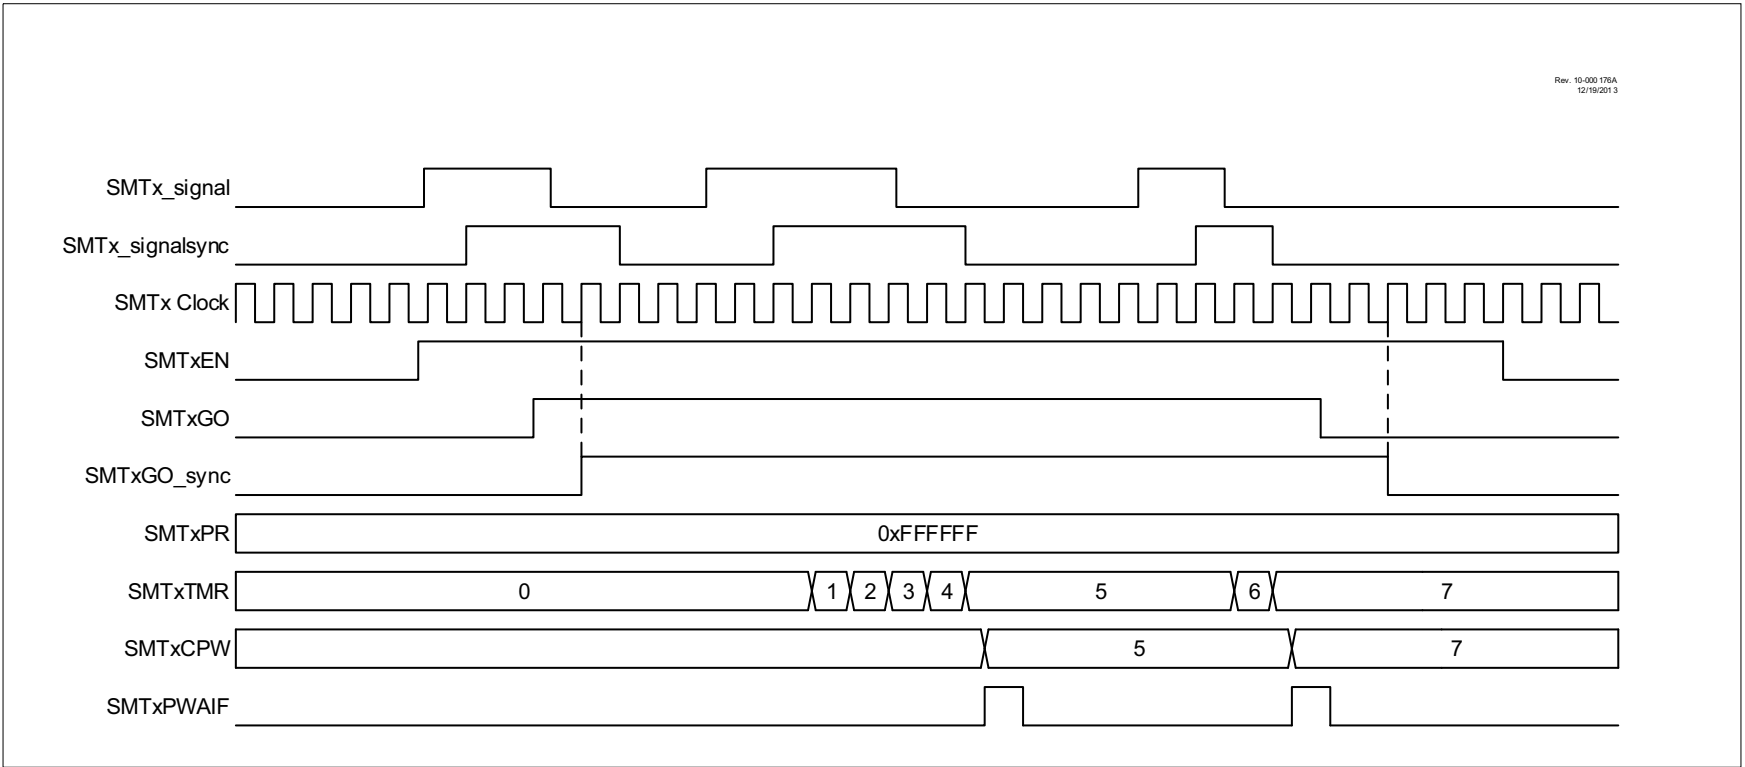 Rev. 10-000 176A
12/19/201 3
SMTx_signal
SMTx_signalsync
SMTx Clock
SMTxEN
SMTxGO
SMTxGO_sync
SMTxPR 0xFFFFFF
SMTxTMR 0 1 2 3 4 5 6 7
SMTxCPW 5 7
SMTxPWAIF